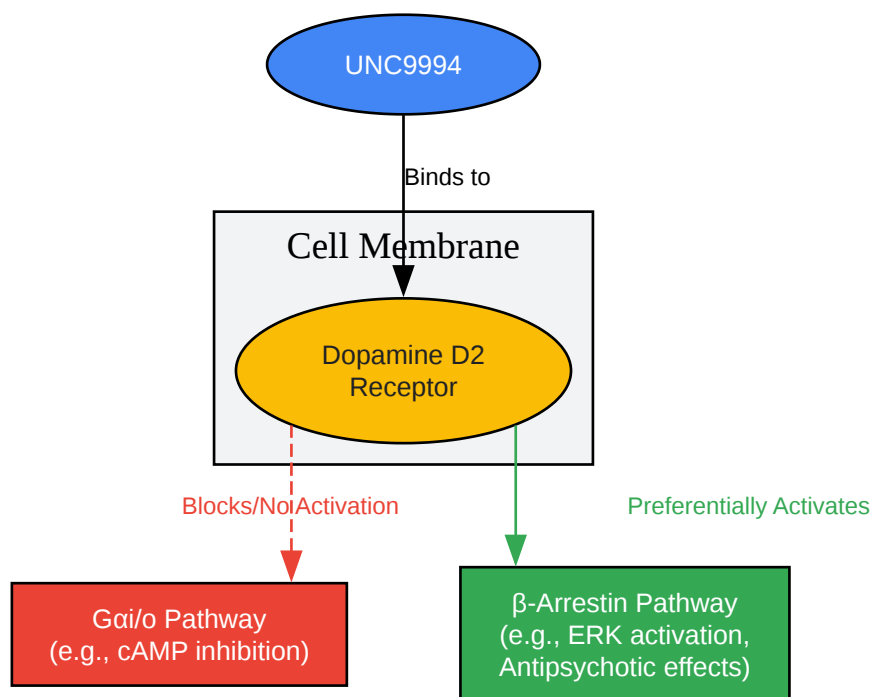 UNC9994
Binds to
Cell Membrane
Dopamine D2
Receptor
Blocks/No Activation
Preferentially Activates
Gαi/o Pathway
(e.g., cAMP inhibition)
β-Arrestin Pathway
(e.g., ERK activation,
Antipsychotic effects)